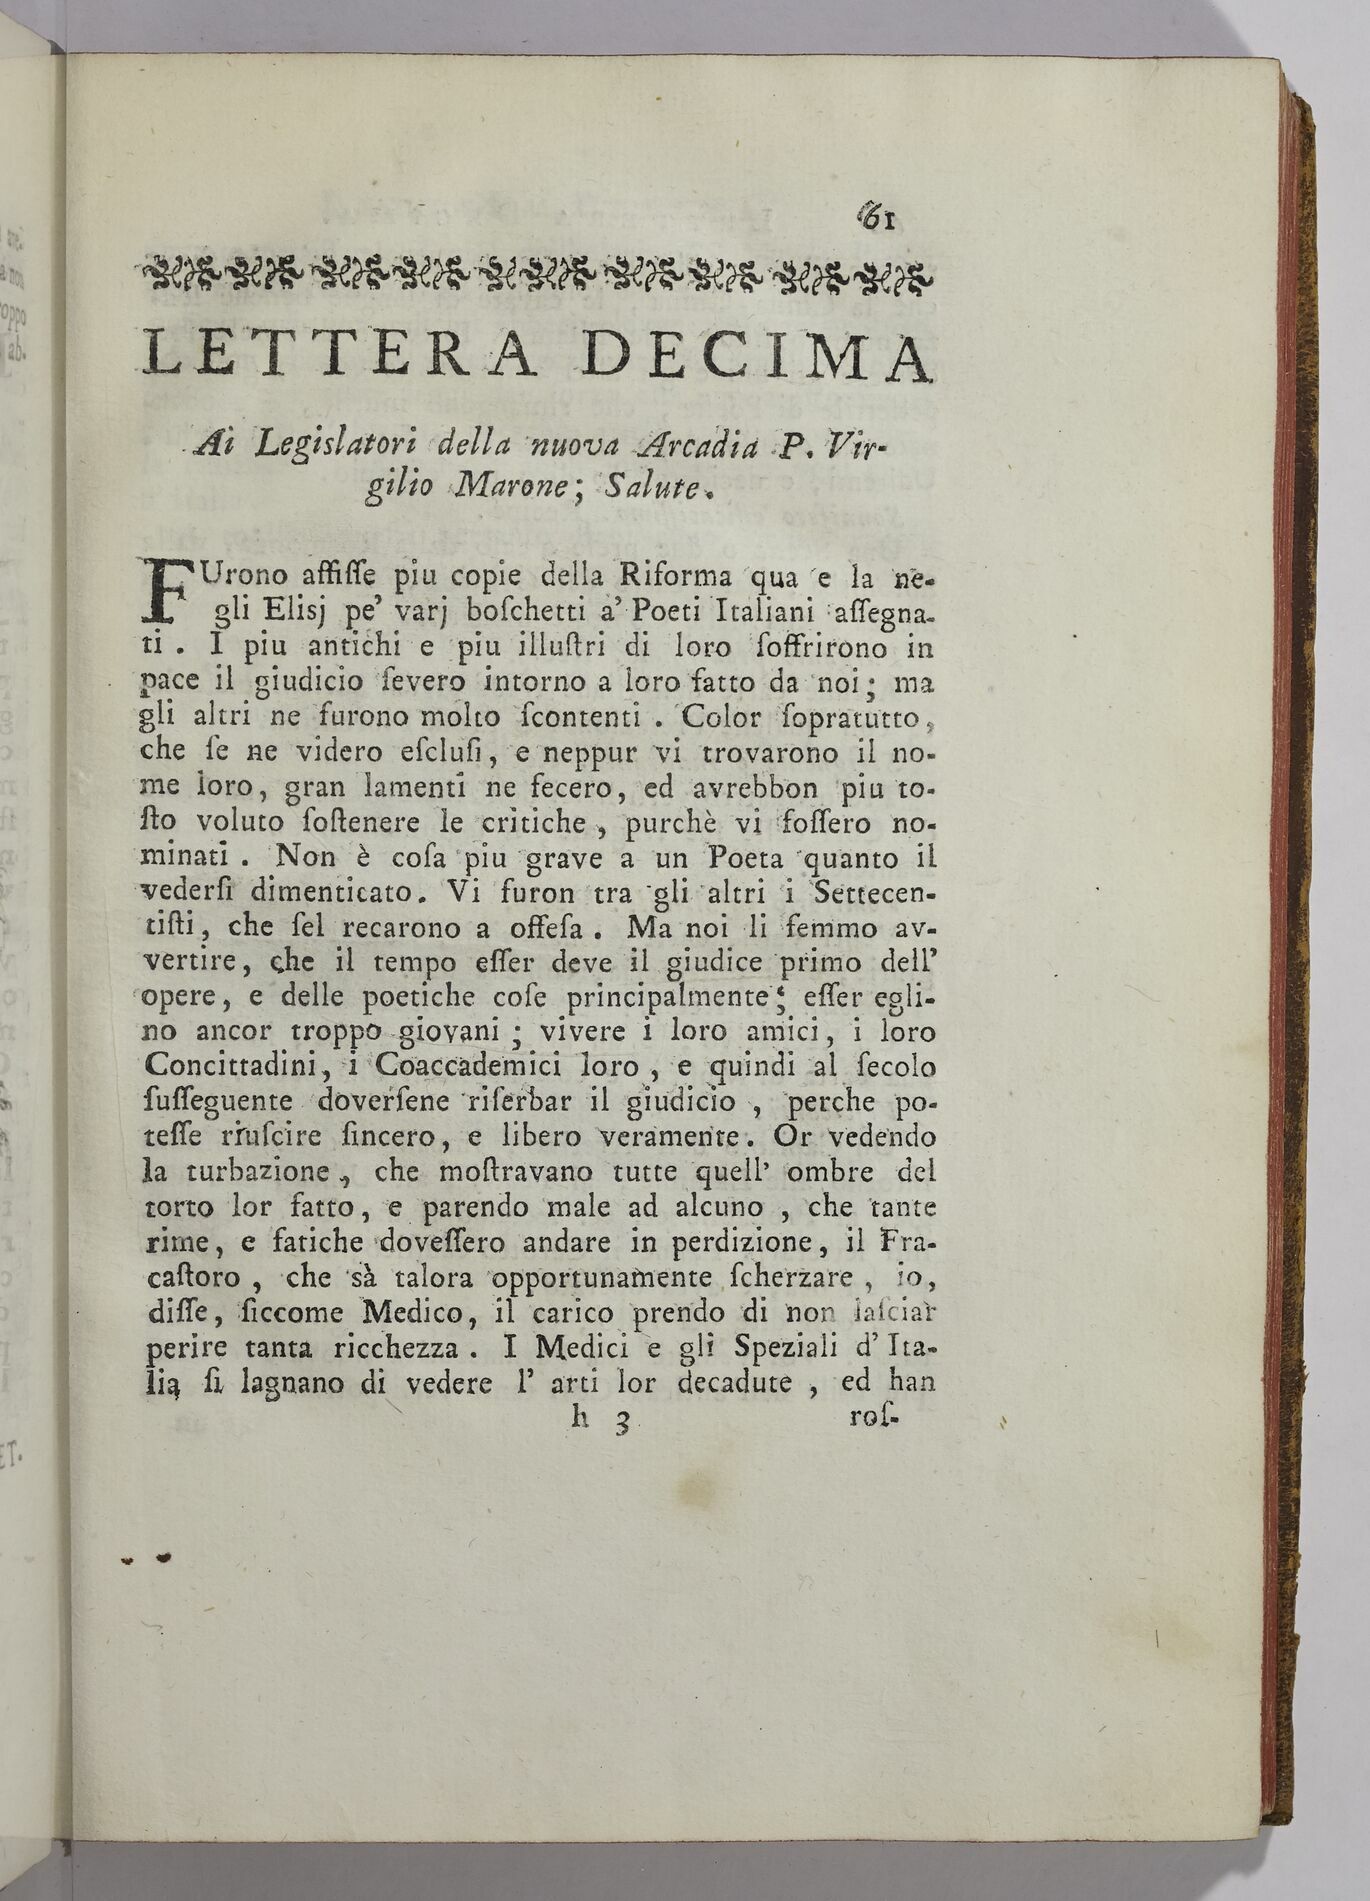 61
LETTERA DECIMA
Ai Legislatori della nuova Arcadia P. Vir-
gilio Marone; Salute.
FUrono affiſſe piu copie della Riforma qua e la ne-
gli Eliſj pe' varj boſchetti a' Poeti Italiani aſſegna-
ti. I piu antichi e piu illuſtri di loro ſoffrirono in
pace il giudicio ſevero intorno a loro fatto da noi; ma
gli altri ne furono molto ſcontenti. Color ſopratutto,
che ſe ne videro eſcluſi, e neppur vi trovarono il no-
me loro, gran lamenti ne fecero, ed avrebbon piu to-
ſto voluto ſoſtenere le critiche, purchè vi foſſero no-
minati. Non è coſa piu grave a un Poeta quanto il
vederſi dimenticato. Vi furon tra gli altri i Settecen-
tiſti, che ſel recarono a offeſa. Ma noi li femmo av-
vertire, che il tempo eſſer deve il giudice primo dell'
opere, e delle poetiche coſe principalmente; eſſer egli-
no ancor troppo giovani; vivere i loro amici, i loro
Concittadini, i Coaccademici loro, e quindi al ſecolo
ſuſſeguente doverſene riſerbar il giudicio, perche po-
teſſe riuſcire ſincero, e libero veramente. Or vedendo
la turbazione, che moſtravano tutte quell' ombre del
torto lor fatto, e parendo male ad alcuno, che tante
rime, e fatiche doveſſero andare in perdizione, il Fra-
caſtoro, che sà talora opportunamente ſcherzare, io,
diſſe, ſiccome Medico, il carico prendo di non laſciar
perire tanta ricchezza. I Medici e gli Speziali d' Ita-
lia ſi lagnano di vedere l' arti lor decadute, ed han
h 3 roſ-